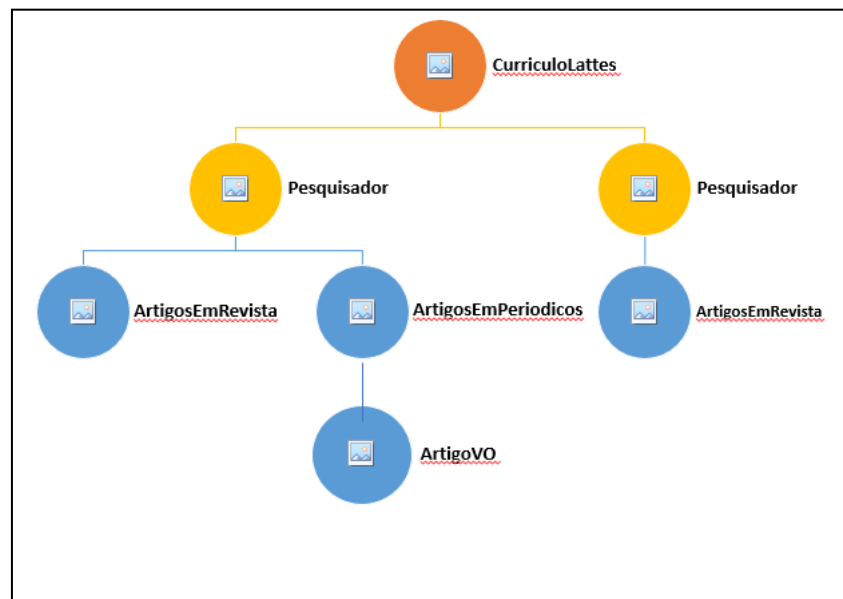 CurriculoLattes
Pesquisador
Pesquisador
ArtigosEmRevista
ArtigosEmPeriodicos
ArtigosEmRevista
ArtigoVO